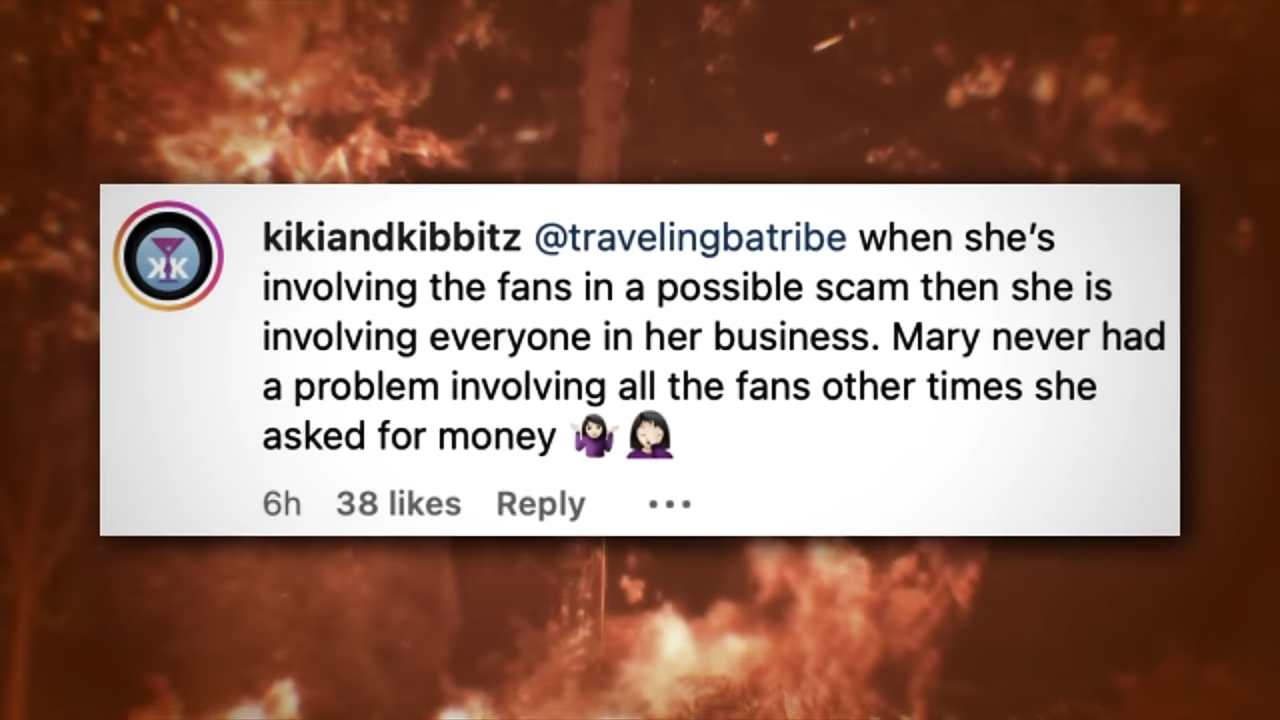 KK
kikiandkibbitz @travelingbatribe when she's
involving the fans in a possible scam then she is
involving everyone in her business. Mary never had
a problem involving all the fans other times she
asked for money 🤷🏻‍♀️ 🤦🏻‍♀️
6h 38 likes Reply •••